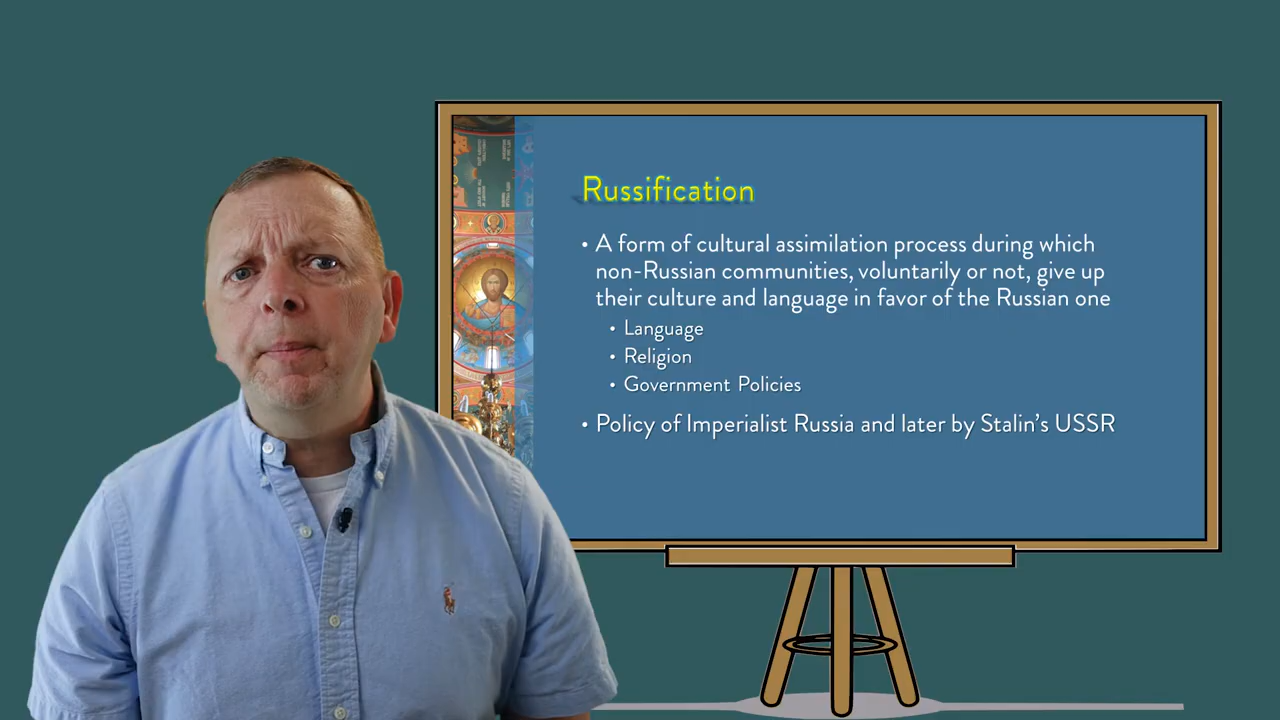 Russification
• A form of cultural assimilation process during which
non-Russian communities, voluntarily or not, give up
their culture and language in favor of the Russian one
• Language
• Religion
• Government Policies
• Policy of Imperialist Russia and later by Stalin's USSR